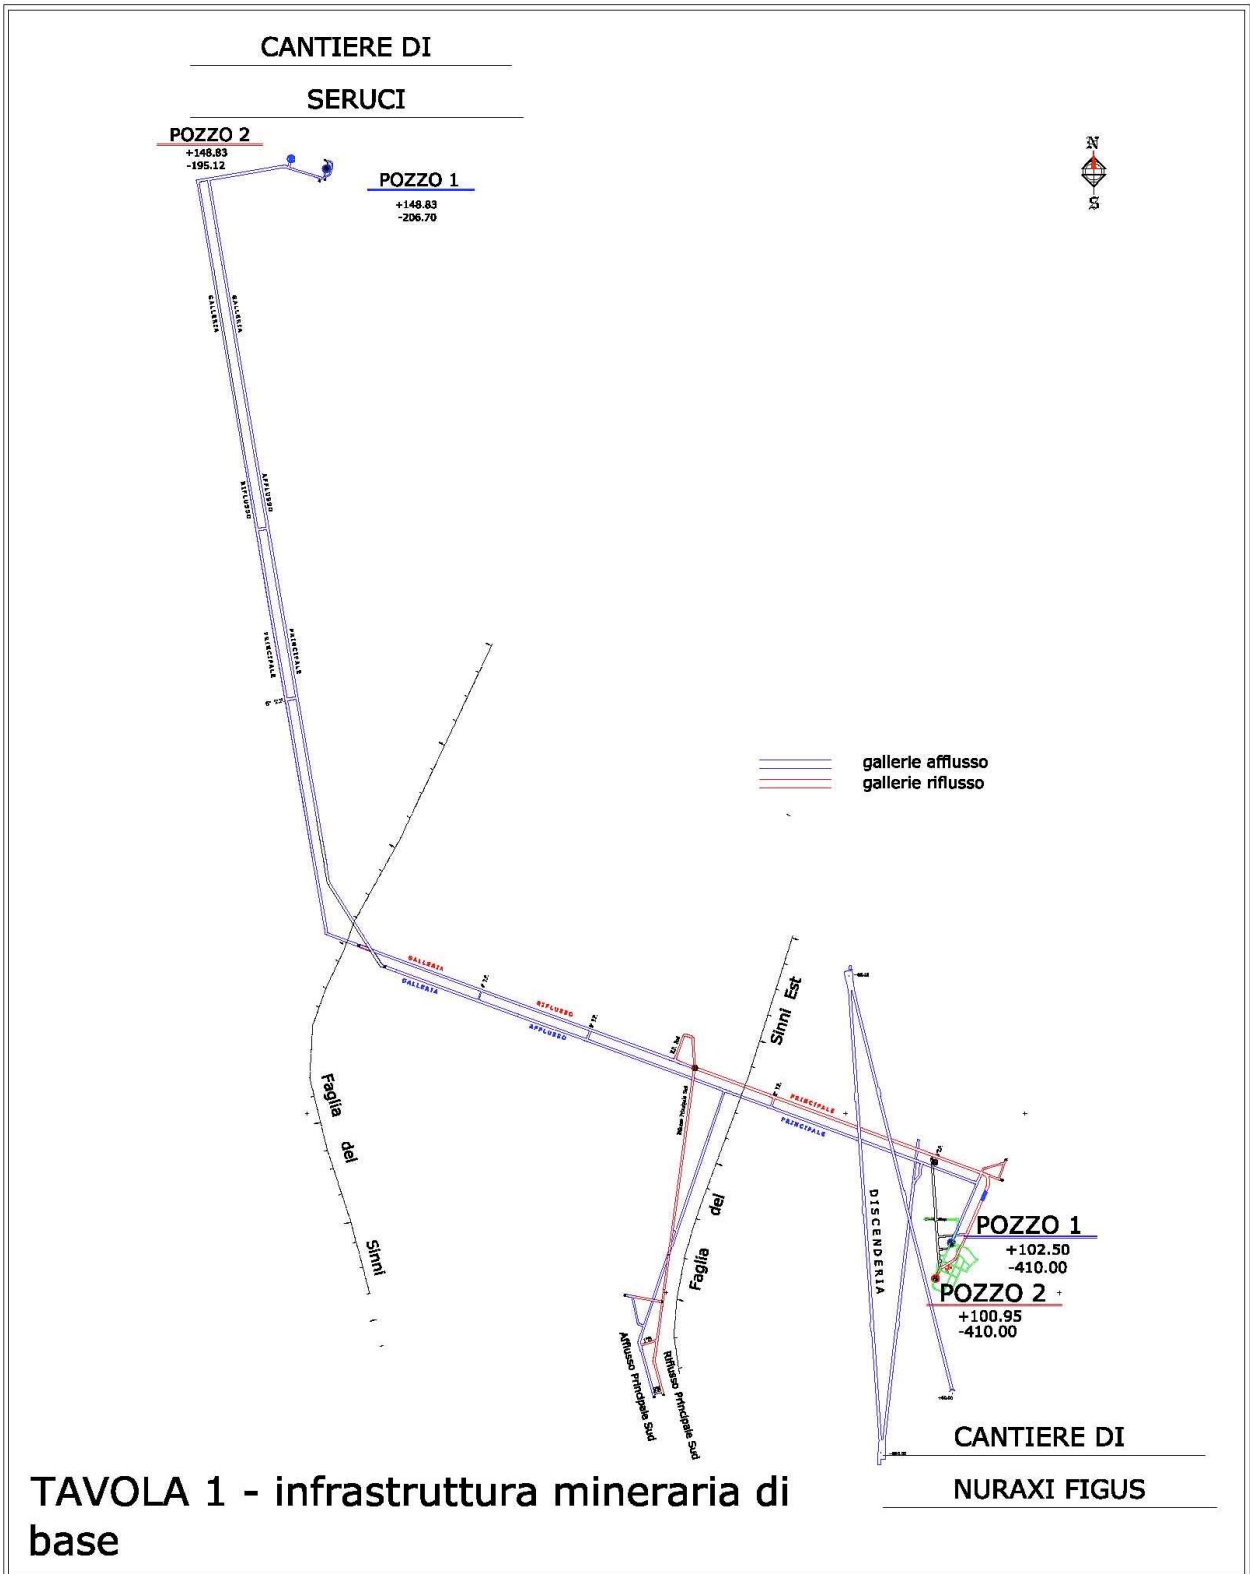 CANTIERE DI
SERUCI
POZZO 2
+148.83
-195.12
POZZO 1
+148.83
-206.70
N
S
GALLERIA
GALLERIA
RIFLUSSO
AFFLUSSO
PRINCIPALE
PRINCIPALE
gallerie afflusso
gallerie riflusso
GALLERIA
RIFLUSSO
PRINCIPALE
GALLERIA
AFFLUSSO
PRINCIPALE
Faglia del Sinni
Faglia del Sinni Est
Riflusso Principale Sud
DISCENDERIA
POZZO 1
+102.50
-410.00
POZZO 2
+100.95
-410.00
Afflusso Principale Sud
Riflusso Principale Sud
CANTIERE DI
NURAXI FIGUS
TAVOLA 1 - infrastruttura mineraria di
base